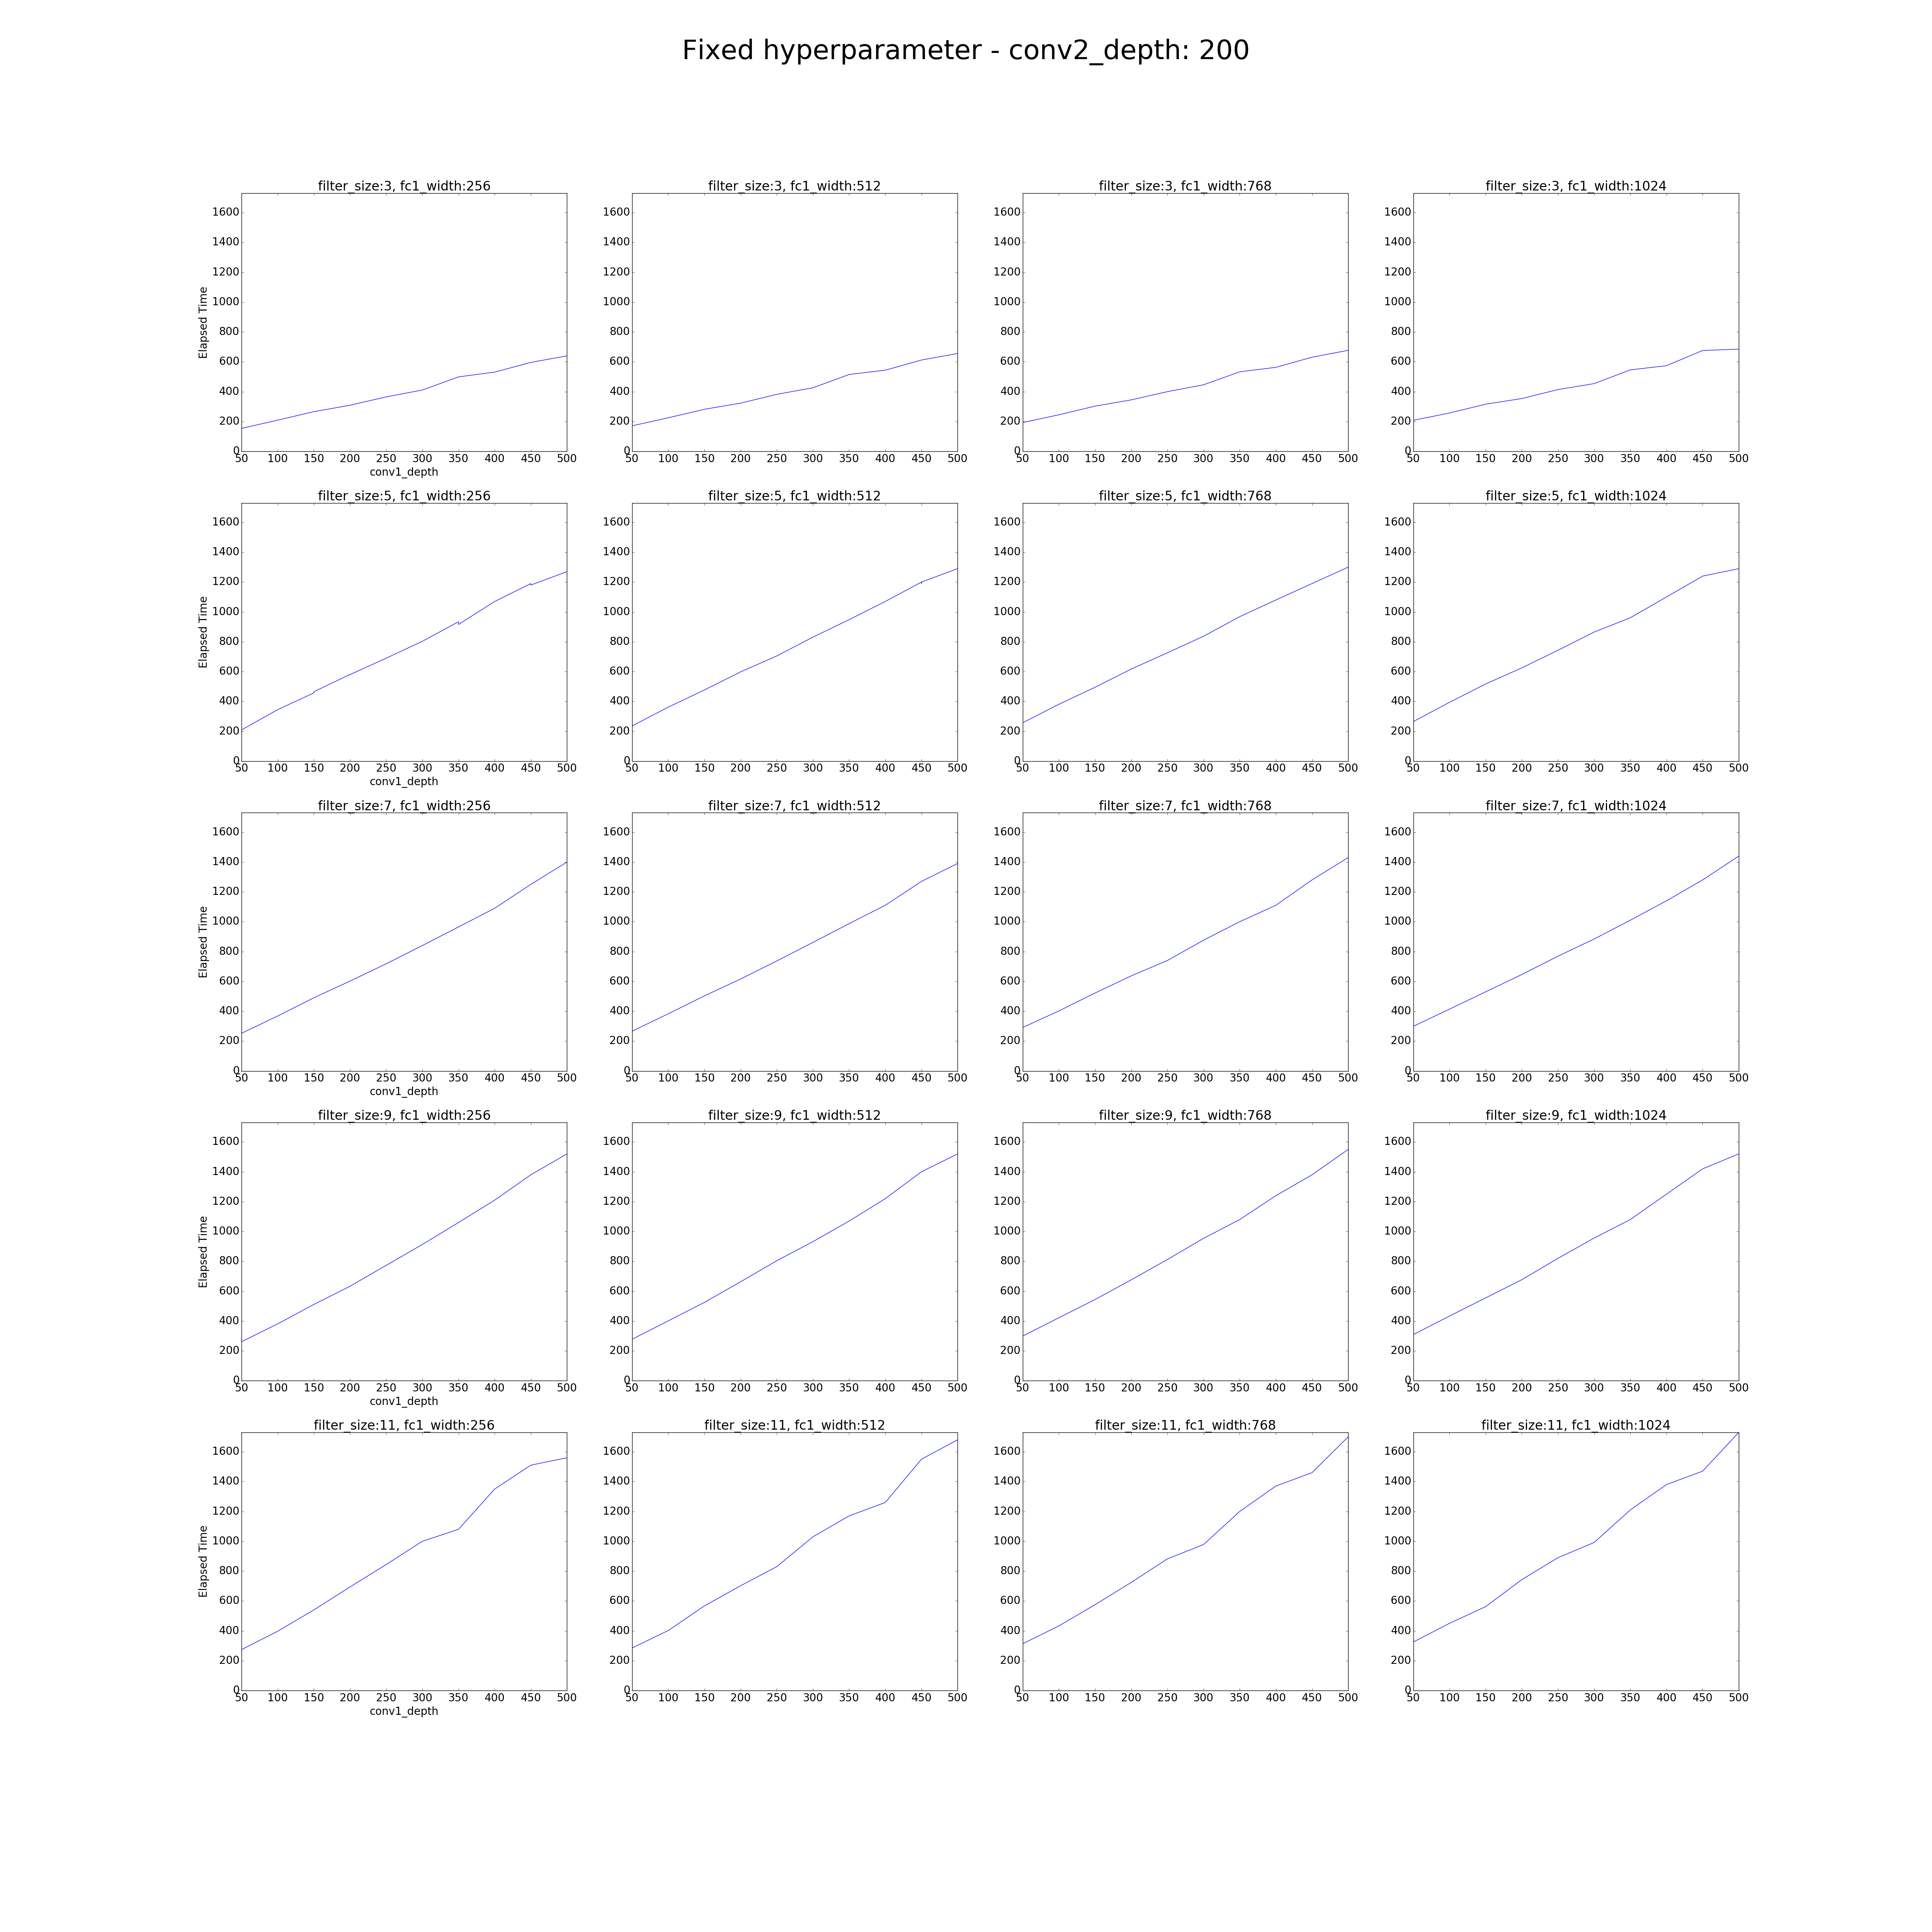 Fixed hyperparameter - conv2_depth: 200
filter_size:3, fc1_width:256 filter_size:3, fc1_width:512 filter_size:3, fc1_width:768 filter_size:3, fc1_width:1024
1600 1600 1600 1600
1400 1400 1400 1400
1200 1200 1200 1200
1000 1000 1000 1000
Elapsed Time
800 800 800 800
600 600 600 600
400 400 400 400
200 200 200 200
0 0 0 0
50 100 150 200 250 300 350 400 450 500 50 100 150 200 250 300 350 400 450 500 50 100 150 200 250 300 350 400 450 500 50 100 150 200 250 300 350 400 450 500
conv1_depth
filter_size:5, fc1_width:256 filter_size:5, fc1_width:512 filter_size:5, fc1_width:768 filter_size:5, fc1_width:1024
1600 1600 1600 1600
1400 1400 1400 1400
1200 1200 1200 1200
1000 1000 1000 1000
Elapsed Time
800 800 800 800
600 600 600 600
400 400 400 400
200 200 200 200
0 0 0 0
50 100 150 200 250 300 350 400 450 500 50 100 150 200 250 300 350 400 450 500 50 100 150 200 250 300 350 400 450 500 50 100 150 200 250 300 350 400 450 500
conv1_depth
filter_size:7, fc1_width:256 filter_size:7, fc1_width:512 filter_size:7, fc1_width:768 filter_size:7, fc1_width:1024
1600 1600 1600 1600
1400 1400 1400 1400
1200 1200 1200 1200
1000 1000 1000 1000
Elapsed Time
800 800 800 800
600 600 600 600
400 400 400 400
200 200 200 200
0 0 0 0
50 100 150 200 250 300 350 400 450 500 50 100 150 200 250 300 350 400 450 500 50 100 150 200 250 300 350 400 450 500 50 100 150 200 250 300 350 400 450 500
conv1_depth
filter_size:9, fc1_width:256 filter_size:9, fc1_width:512 filter_size:9, fc1_width:768 filter_size:9, fc1_width:1024
1600 1600 1600 1600
1400 1400 1400 1400
1200 1200 1200 1200
1000 1000 1000 1000
Elapsed Time
800 800 800 800
600 600 600 600
400 400 400 400
200 200 200 200
0 0 0 0
50 100 150 200 250 300 350 400 450 500 50 100 150 200 250 300 350 400 450 500 50 100 150 200 250 300 350 400 450 500 50 100 150 200 250 300 350 400 450 500
conv1_depth
filter_size:11, fc1_width:256 filter_size:11, fc1_width:512 filter_size:11, fc1_width:768 filter_size:11, fc1_width:1024
1600 1600 1600 1600
1400 1400 1400 1400
1200 1200 1200 1200
1000 1000 1000 1000
Elapsed Time
800 800 800 800
600 600 600 600
400 400 400 400
200 200 200 200
0 0 0 0
50 100 150 200 250 300 350 400 450 500 50 100 150 200 250 300 350 400 450 500 50 100 150 200 250 300 350 400 450 500 50 100 150 200 250 300 350 400 450 500
conv1_depth